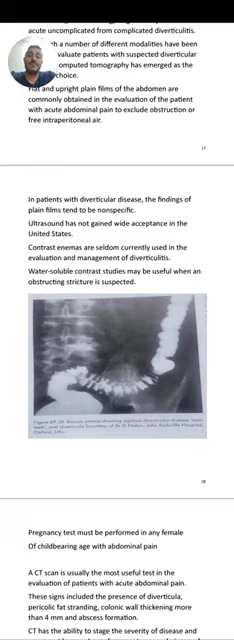 acute uncomplicated from complicated diverticulitis.
h a number of different modalities have been
valuate patients with suspected diverticular
omputed tomography has emerged as the
choice.
Flat and upright plain films of the abdomen are
commonly obtained in the evaluation of the patient
with acute abdominal pain to exclude obstruction or
free intraperitoneal air.
27
In patients with diverticular disease, the findings of
plain films tend to be nonspecific.
Ultrasound has not gained wide acceptance in the
United States.
Contrast enemas are seldom currently used in the
evaluation and management of diverticulitis.
Water-soluble contrast studies may be useful when an
obstructing stricture is suspected.
Barium enema showing sigmoid diverticular disease
28
Pregnancy test must be performed in any female
Of childbearing age with abdominal pain
A CT scan is usually the most useful test in the
evaluation of patients with acute abdominal pain.
These signs included the presence of diverticula,
pericolic fat stranding, colonic wall thickening more
than 4 mm and abscess formation.
CT has the ability to stage the severity of disease and